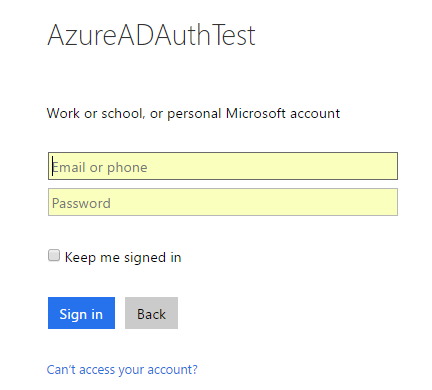 AzureADAuthTest
Work or school, or personal Microsoft account
Email or phone
Password
Keep me signed in
Sign in Back
Can't access your account?